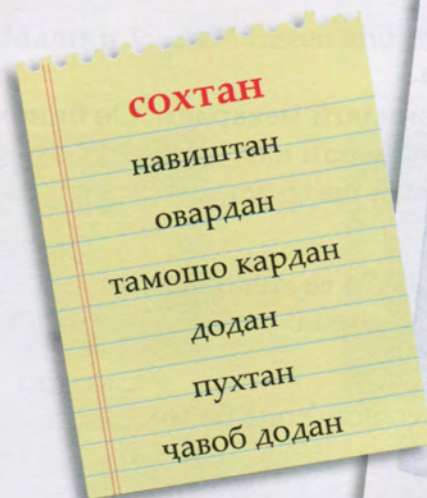 сохтан
навиштан
овардан
тамошо кардан
додан
пухтан
ҷавоб додан